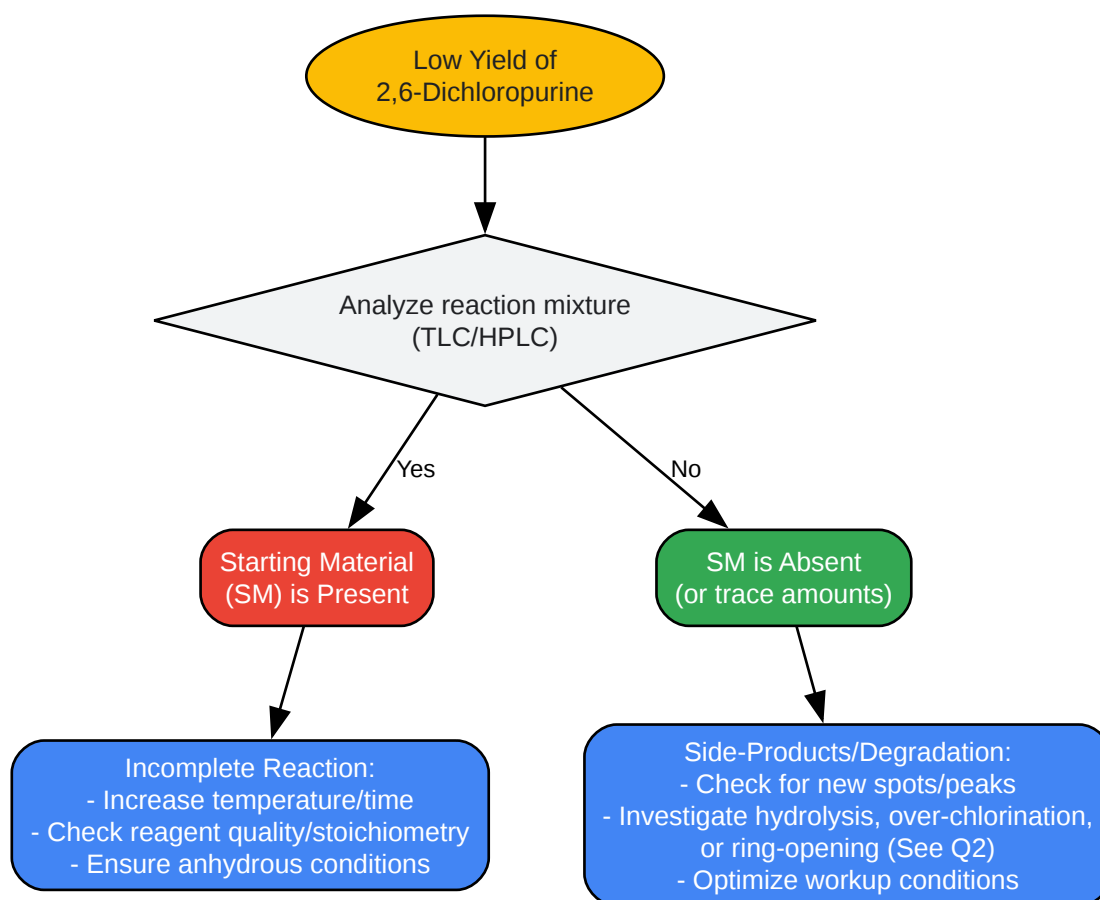 Low Yield of
2,6-Dichloropurine
Analyze reaction mixture
(TLC/HPLC)
Yes
No
Starting Material
(SM) is Present
SM is Absent
(or trace amounts)
Incomplete Reaction:
- Increase temperature/time
- Check reagent quality/stoichiometry
- Ensure anhydrous conditions
Side-Products/Degradation:
- Check for new spots/peaks
- Investigate hydrolysis, over-chlorination,
or ring-opening (See Q2)
- Optimize workup conditions